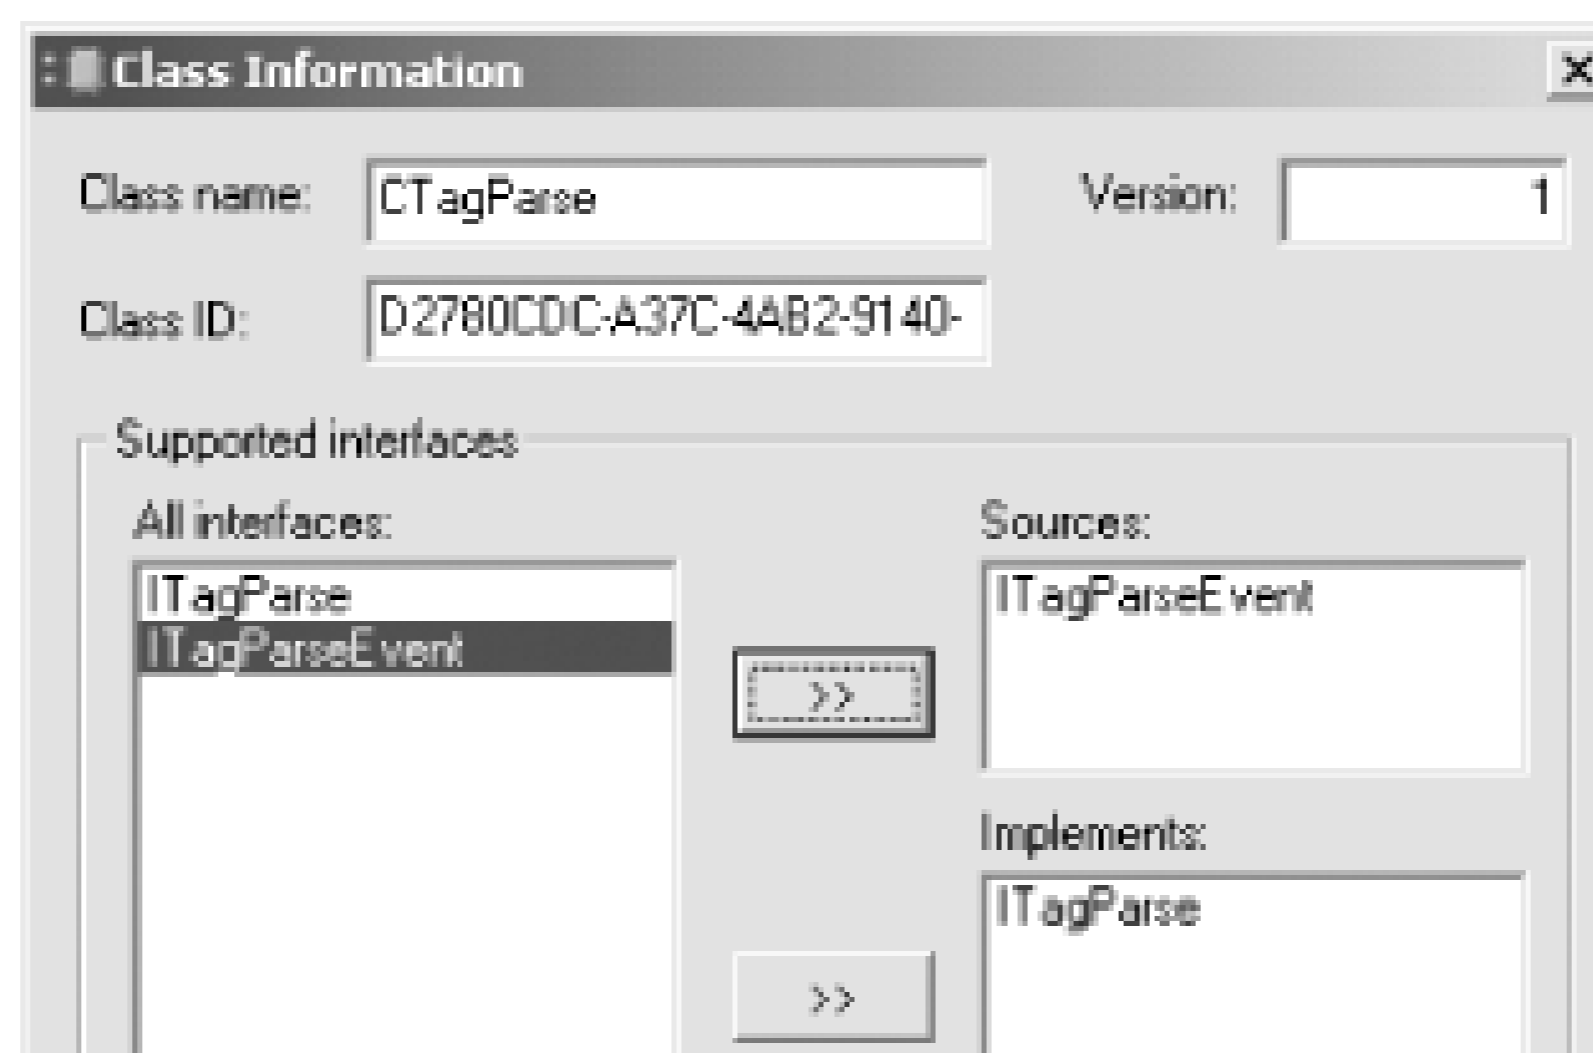 Class Information
Class name: CTagParse Version: 1
Class ID: D2780CDC-A37C-4AB2-9140-
Supported interfaces
All interfaces:
ITagParse
ITagParseEvent
>>
Sources:
ITagParseEvent
Implements:
ITagParse
>>